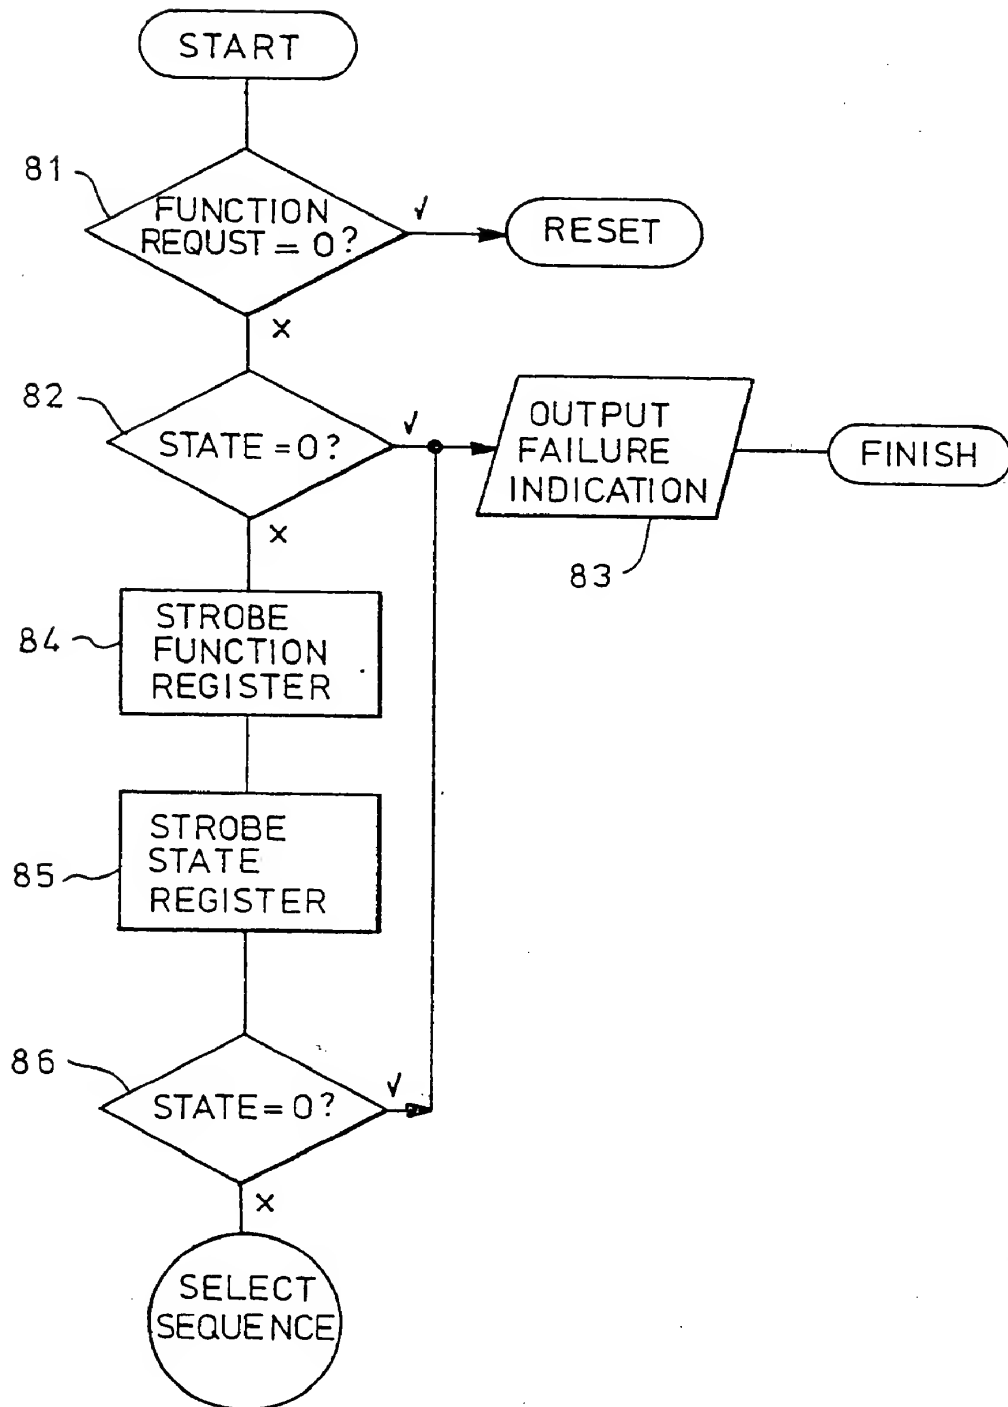 START
81
FUNCTION
REQUST = 0?
√
RESET
X
82
STATE = 0?
√
OUTPUT
FAILURE
INDICATION
FINISH
83
X
84
STROBE
FUNCTION
REGISTER
85
STROBE
STATE
REGISTER
86
STATE = 0?
√
X
SELECT
SEQUENCE